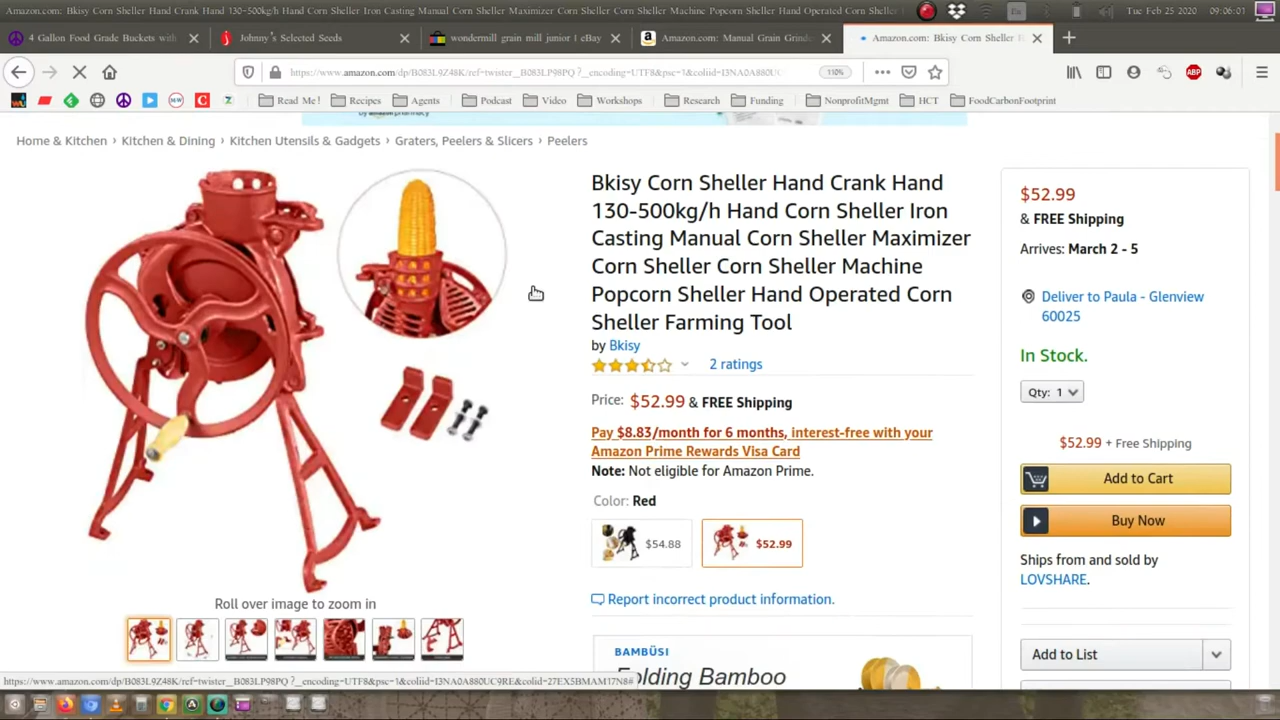 Amazon.com: Bkisy Corn Sheller Hand Crank Hand 130-500kg/h Hand Corn Sheller Iron Casting Manual Corn Sheller Maximizer Corn Sheller Corn Sheller Machine Popcorn Sheller Hand Operated Corn Sheller
Tue Feb 25 2020 09:06:01
4 Gallon Food Grade Buckets with
Johnny's Selected Seeds
wondermill grain mill junior | eBay
Amazon.com: Manual Grain Grinde
Amazon.com: Bkisy Corn Sheller H
110%
Read Me!
Recipes
Agents
Podcast
Video
Workshops
Research
Funding
NonprofitMgmt
HCT
FoodCarbonFootprint
by amazon pharmacy
Home & Kitchen › Kitchen & Dining › Kitchen Utensils & Gadgets › Graters, Peelers & Slicers › Peelers
Bkisy Corn Sheller Hand Crank Hand
130-500kg/h Hand Corn Sheller Iron
Casting Manual Corn Sheller Maximizer
Corn Sheller Corn Sheller Machine
Popcorn Sheller Hand Operated Corn
Sheller Farming Tool
by Bkisy
2 ratings
Price: $52.99 & FREE Shipping
Pay $8.83/month for 6 months, interest-free with your
Amazon Prime Rewards Visa Card
Note: Not eligible for Amazon Prime.
Color: Red
$54.88
$52.99
Report incorrect product information.
BAMBÜSI
Folding Bamboo
Roll over image to zoom in
$52.99
& FREE Shipping
Arrives: March 2 - 5
Deliver to Paula - Glenview
60025
In Stock.
Qty: 1
$52.99 + Free Shipping
Add to Cart
Buy Now
Ships from and sold by
LOVSHARE.
Add to List